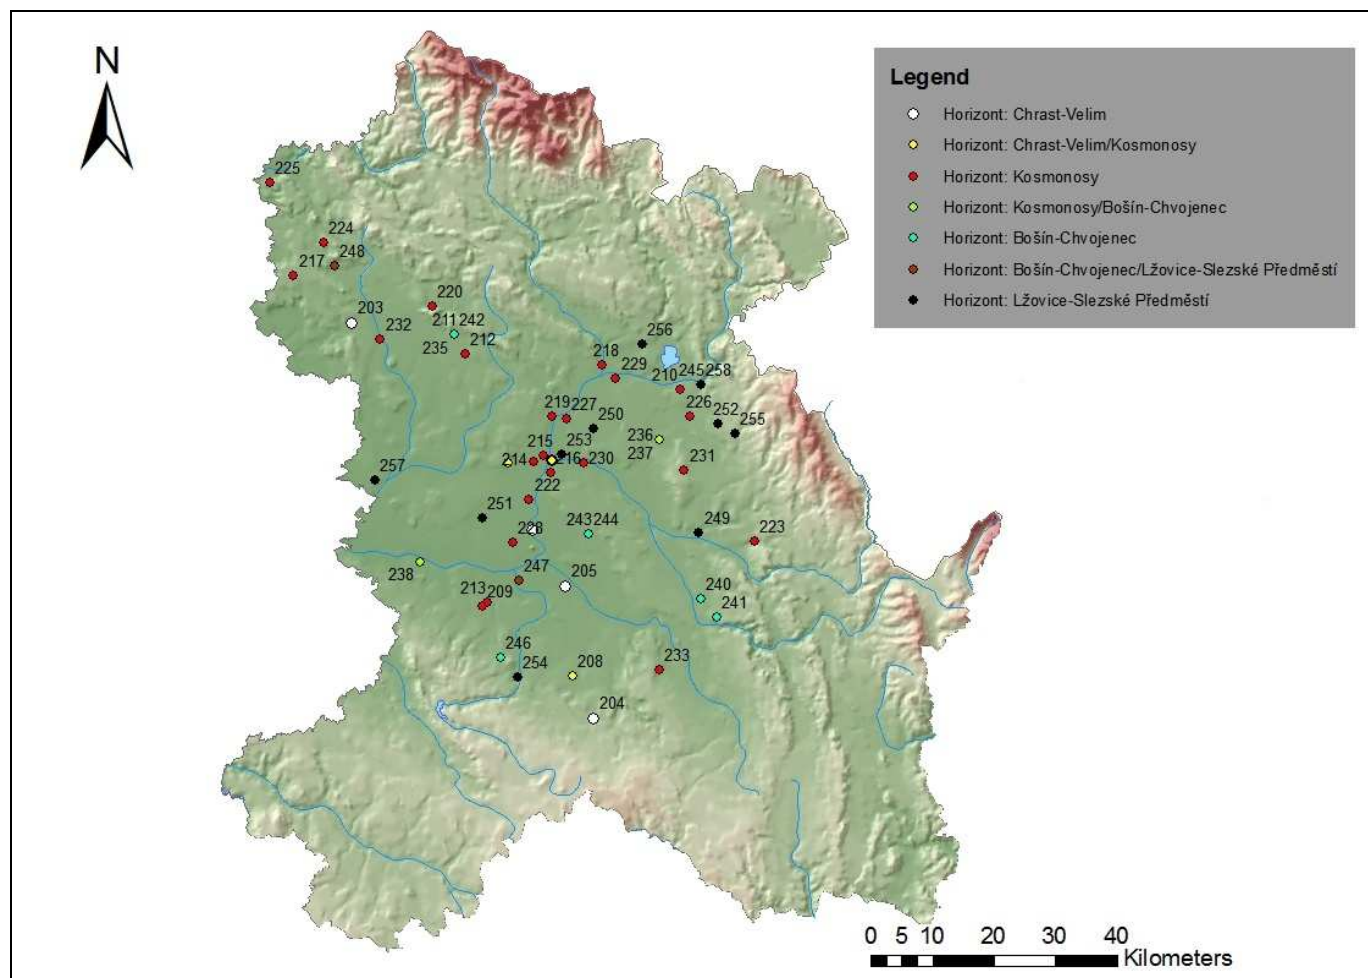 N
Legend
Horizont: Chrast-Velim
Horizont: Chrast-Velim/Kosmonosy
Horizont: Kosmonosy
Horizont: Kosmonosy/Bošín-Chvojenec
Horizont: Bošín-Chvojenec
Horizont: Bošín-Chvojenec/Lžovice-Slezské Předměstí
Horizont: Lžovice-Slezské Předměstí
225
224
248
217
220
203
211 242
232
235 212
256
218
229
210 245 258
226
252
255
219 227
250
236
237
215 253
214 216 230
231
257
222
251
243 244
249
223
238
247
205
213 209
240
241
246
254
208
233
204
0 5 10 20 30 40
Kilometers